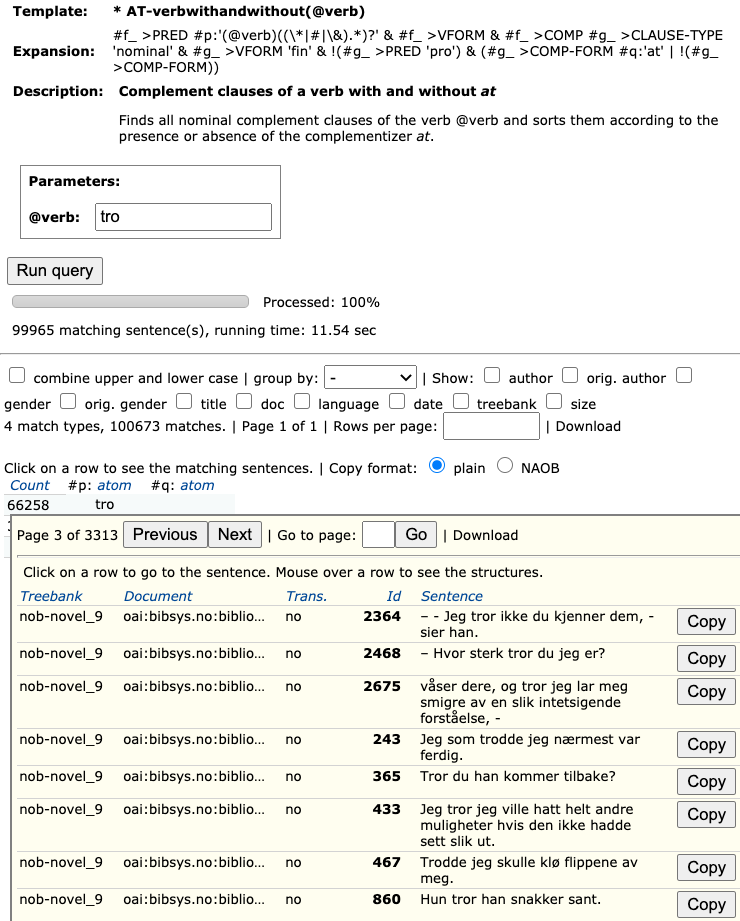 Template: * AT-verbwithandwithout(@verb)
#f_ >PRED #p:'(@verb)((\*|#|\&).*)?' & #f_ >VFORM & #f_ >COMP #g_ >CLAUSE-TYPE
Expansion: 'nominal' & #g_ >VFORM 'fin' & !(#g_ >PRED 'pro') & (#g_ >COMP-FORM #q:'at' | !(#g_
>COMP-FORM))
Description: Complement clauses of a verb with and without at
Finds all nominal complement clauses of the verb @verb and sorts them according to the
presence or absence of the complementizer at.
Parameters:
@verb: tro
Run query
Processed: 100%
99965 matching sentence(s), running time: 11.54 sec
combine upper and lower case | group by: - | Show: author orig. author
gender orig. gender title doc language date treebank size
4 match types, 100673 matches. | Page 1 of 1 | Rows per page: | Download
Click on a row to see the matching sentences. | Copy format: plain NAOB
Count #p: atom #q: atom
66258 tro
Page 3 of 3313 Previous Next | Go to page: Go | Download
Click on a row to go to the sentence. Mouse over a row to see the structures.
Treebank Document Trans. Id Sentence
nob-novel_9 oai:bibsys.no:biblio... no 2364 – - Jeg tror ikke du kjenner dem, - Copy
sier han.
nob-novel_9 oai:bibsys.no:biblio... no 2468 – Hvor sterk tror du jeg er? Copy
nob-novel_9 oai:bibsys.no:biblio... no 2675 våser dere, og tror jeg lar meg Copy
smigre av en slik intetsigende
forståelse, -
nob-novel_9 oai:bibsys.no:biblio... no 243 Jeg som trodde jeg nærmest var Copy
ferdig.
nob-novel_9 oai:bibsys.no:biblio... no 365 Tror du han kommer tilbake? Copy
nob-novel_9 oai:bibsys.no:biblio... no 433 Jeg tror jeg ville hatt helt andre Copy
muligheter hvis den ikke hadde
sett slik ut.
nob-novel_9 oai:bibsys.no:biblio... no 467 Trodde jeg skulle klø flippene av Copy
meg.
nob-novel_9 oai:bibsys.no:biblio... no 860 Hun tror han snakker sant. Copy